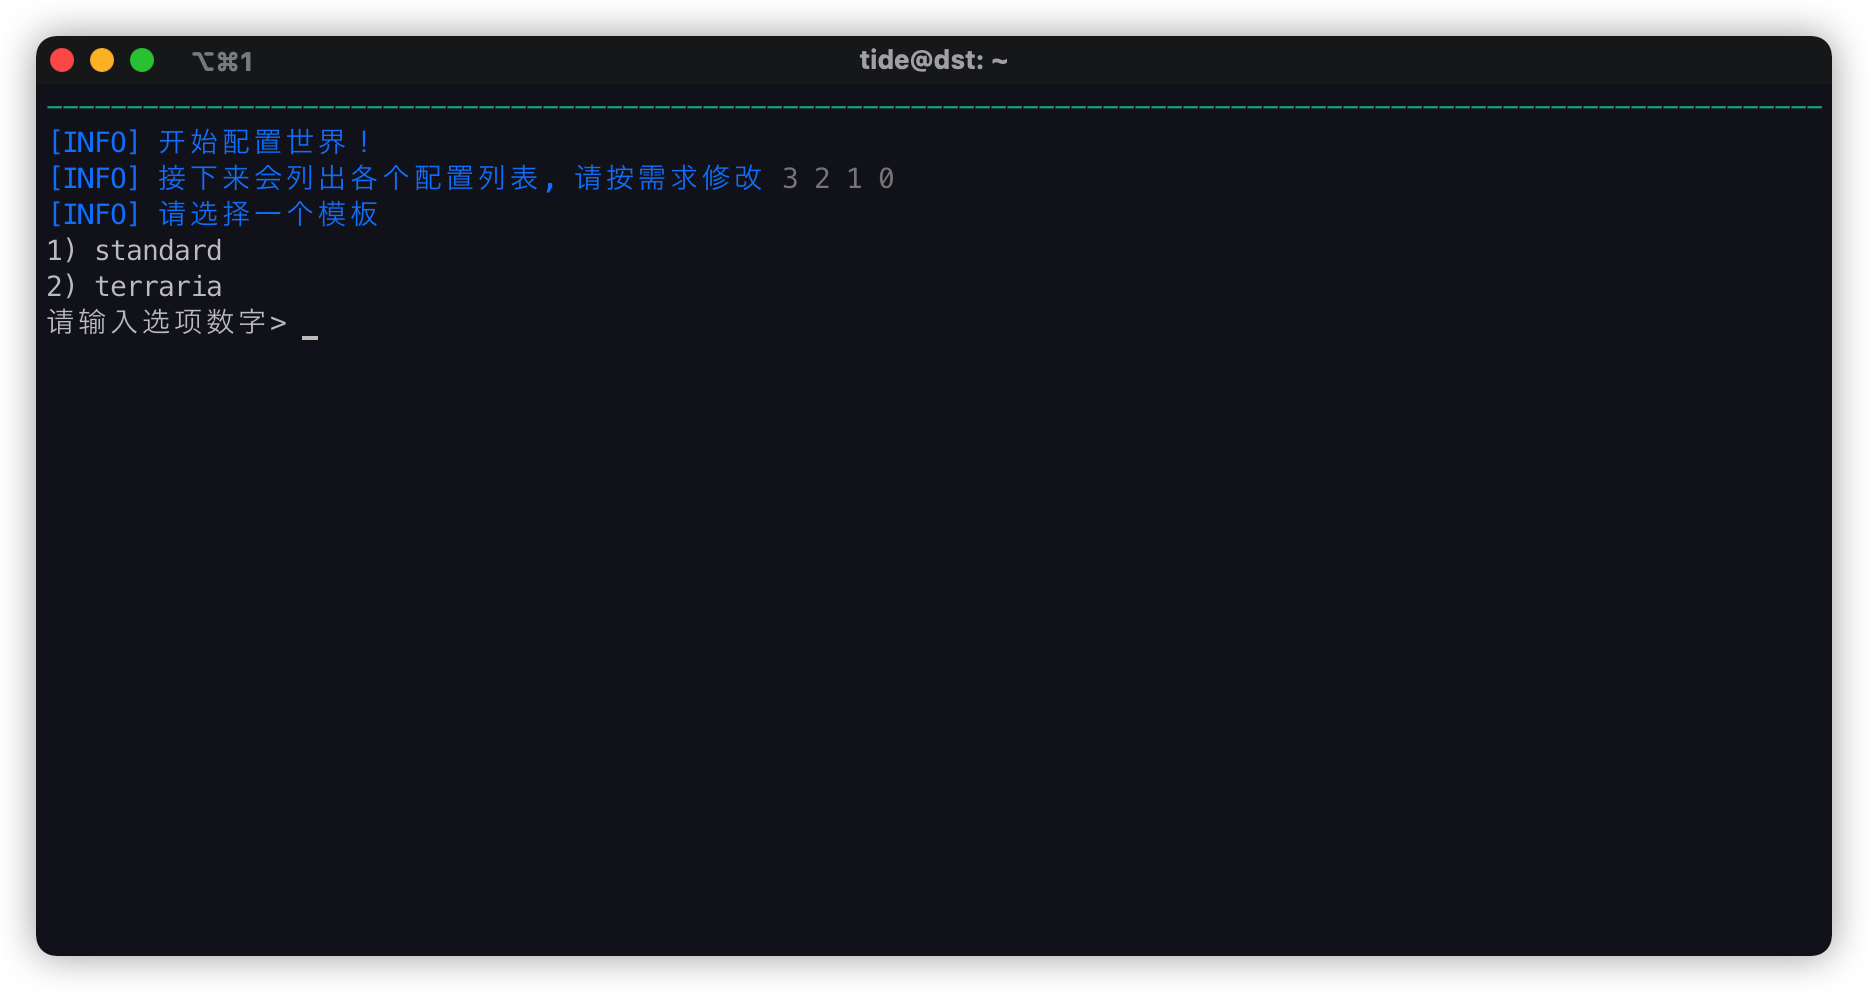 ⌥⌘1 tide@dst: ~
[INFO] 开始配置世界！
[INFO] 接下来会列出各个配置列表, 请按需求修改 3 2 1 0
[INFO] 请选择一个模板
1) standard
2) terraria
请输入选项数字> _